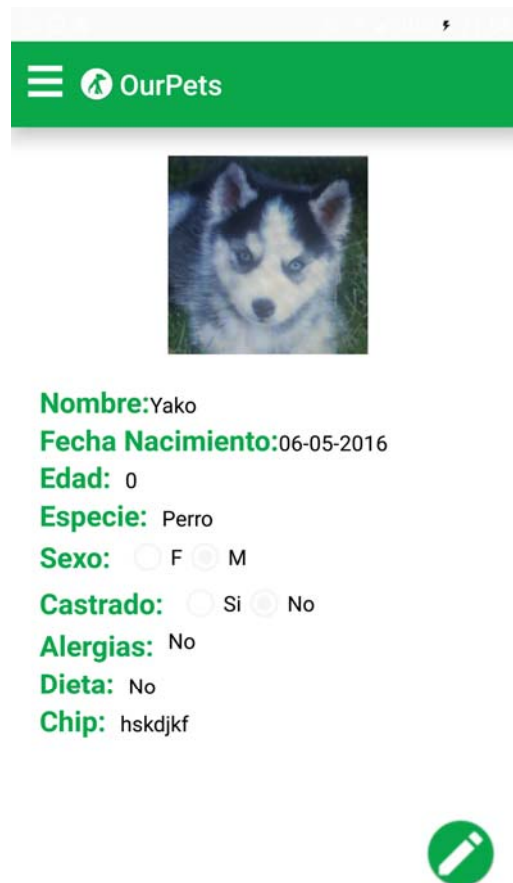 OurPets
Nombre:Yako
Fecha Nacimiento:06-05-2016
Edad: 0
Especie: Perro
Sexo: F M
Castrado: Si No
Alergias: No
Dieta: No
Chip: hskdjkf